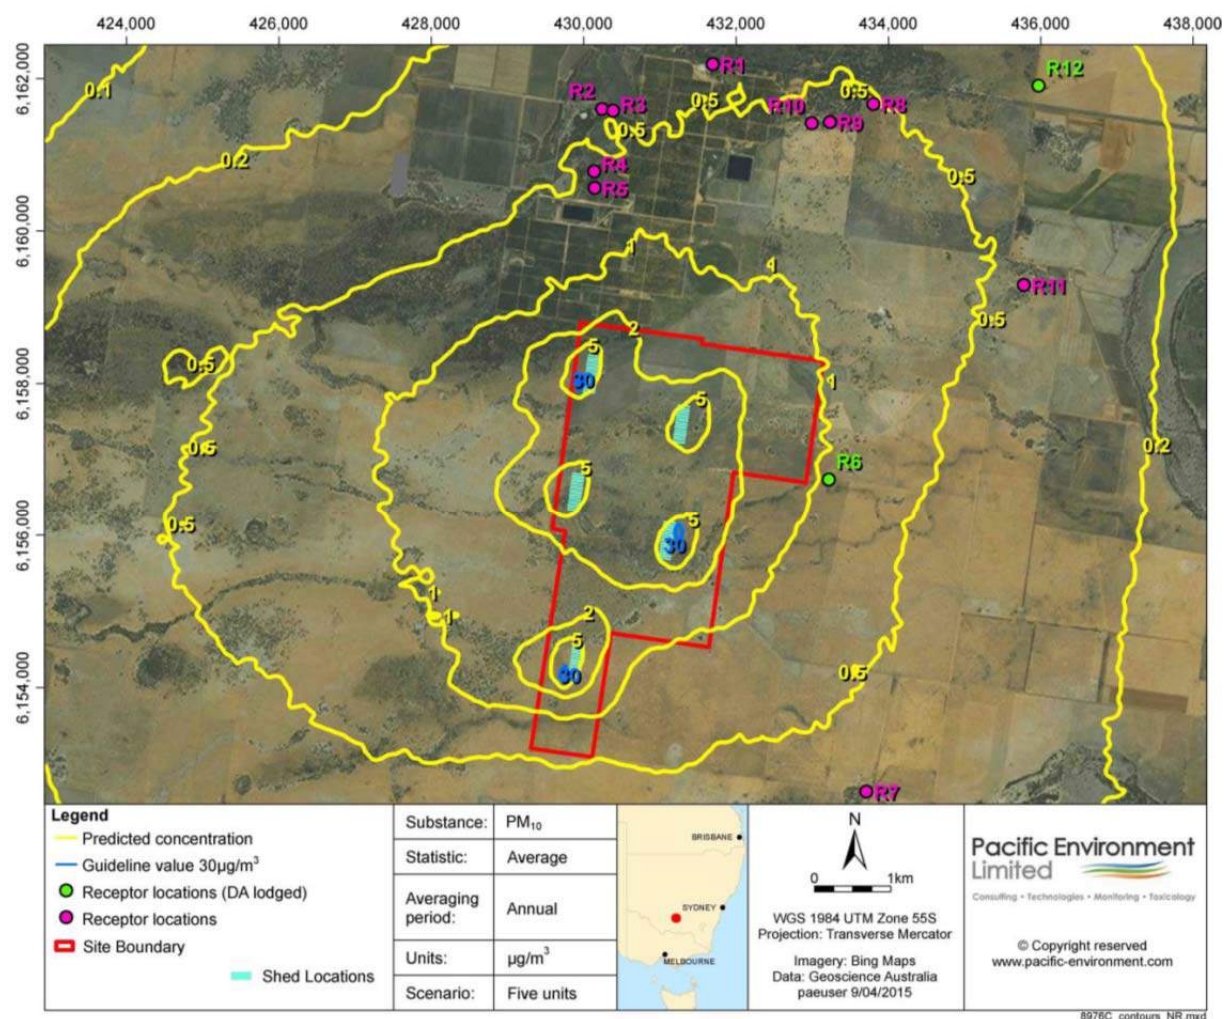 424,000 426,000 428,000 430,000 432,000 434,000 436,000 438,000
6,162,000
6,160,000
6,158,000
6,156,000
6,154,000
R1
R12
0.1
R2
R3
0.5
R10
0.5
R8
R9
0.5
0.2
R4
R5
0.5
1
1
R11
0.5
2
5
0.5
30
1
5
0.5
R6
0.2
5
0.5
5
30
1
1
2
5
30
0.5
R7
Legend
Predicted concentration
Guideline value 30µg/m³
Receptor locations (DA lodged)
Receptor locations
Site Boundary
Shed Locations
Substance: PM₁₀
Statistic: Average
Averaging period: Annual
Units: µg/m³
Scenario: Five units
BRISBANE
SYDNEY
MELBOURNE
N
0 1km
WGS 1984 UTM Zone 55S
Projection: Transverse Mercator
Imagery: Bing Maps
Data: Geoscience Australia
paeuser 9/04/2015
Pacific Environment
Limited
Consulting • Technologies • Monitoring • Toxicology
© Copyright reserved
www.pacific-environment.com
8976C_contours_NR.mxd